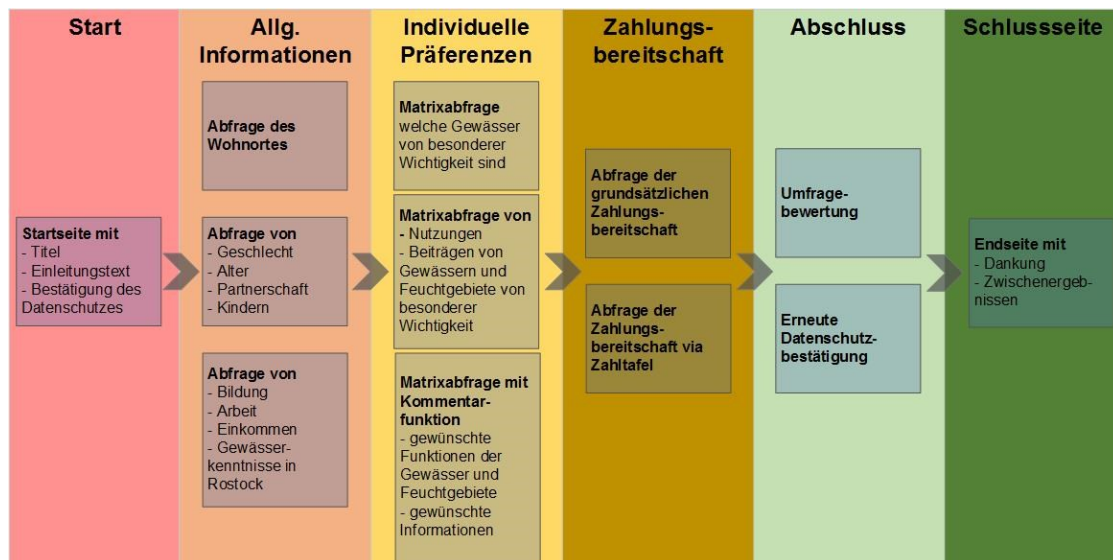 Start
Startseite mit
- Titel
- Einleitungstext
- Bestätigung des
Datenschutzes
Allg.
Informationen
Abfrage des
Wohnortes
Abfrage von
- Geschlecht
- Alter
- Partnerschaft
- Kindern
Abfrage von
- Bildung
- Arbeit
- Einkommen
- Gewässer-
kenntnisse in
Rostock
Individuelle
Präferenzen
Matrixabfrage
welche Gewässer
von besonderer
Wichtigkeit sind
Matrixabfrage von
- Nutzungen
- Beiträgen von
Gewässern und
Feuchtgebiete von
besonderer
Wichtigkeit
Matrixabfrage mit
Kommentar-
funktion
- gewünschte
Funktionen der
Gewässer und
Feuchtgebiete
- gewünschte
Informationen
Zahlungs-
bereitschaft
Abfrage der
grundsätzlichen
Zahlungs-
bereitschaft
Abfrage der
Zahlungs-
bereitschaft via
Zahltafel
Abschluss
Umfrage-
bewertung
Erneute
Datenschutz-
bestätigung
Schlussseite
Endseite mit
- Dankung
- Zwischenergeb-
nissen